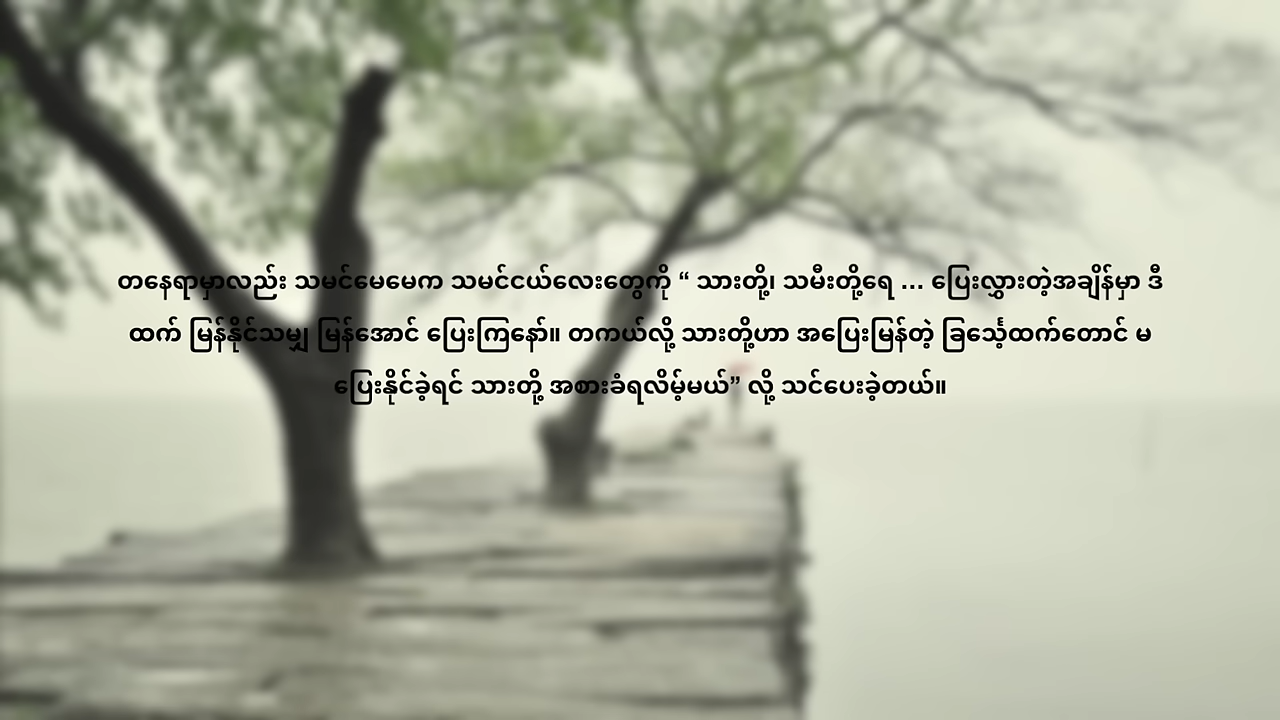 တနေရာမှာလည်း သမင်မေမေက သမင်ငယ်လေးတွေကို “ သားတို့၊ သမီးတို့ရေ ... ပြေးလွှားတဲ့အချိန်မှာ ဒီ
ထက် မြန်နိုင်သမျှ မြန်အောင် ပြေးကြနော်။ တကယ်လို့ သားတို့ဟာ အပြေးမြန်တဲ့ ခြင်္သေ့ထက်တောင် မ
ပြေးနိုင်ခဲ့ရင် သားတို့ အစားခံရလိမ့်မယ်” လို့ သင်ပေးခဲ့တယ်။